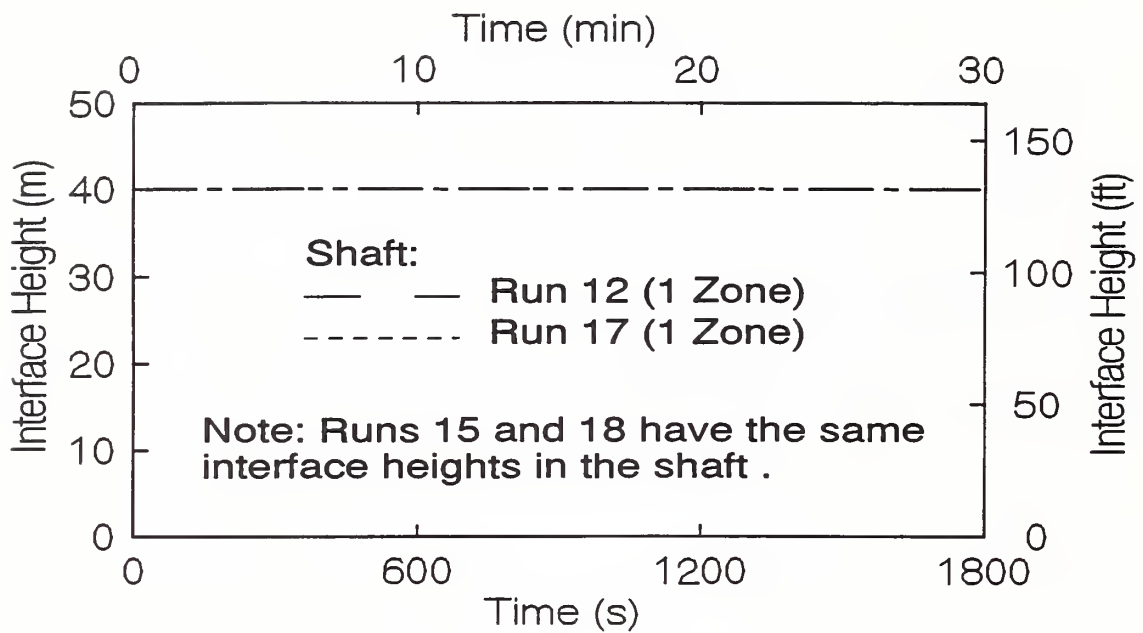 Time (min)
0 10 20 30
50
40
30
20
10
0
Interface Height (m)
150
100
50
0
Interface Height (ft)
Shaft:
Run 12 (1 Zone)
Run 17 (1 Zone)
Note: Runs 15 and 18 have the same
interface heights in the shaft .
0 600 1200 1800
Time (s)